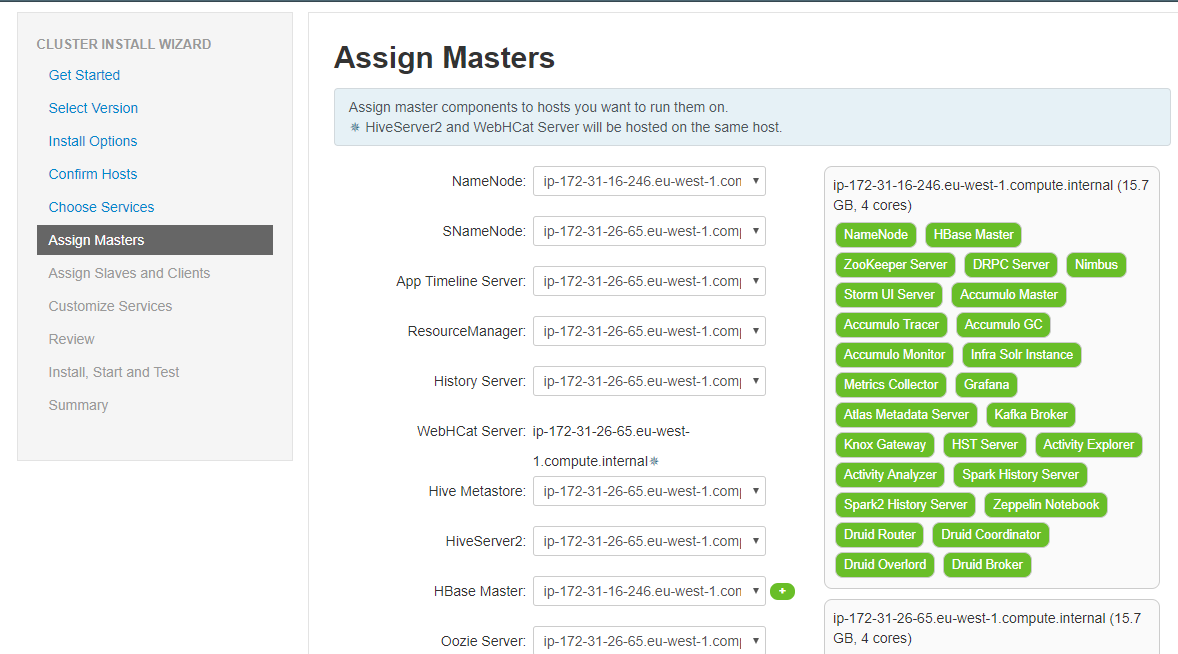 CLUSTER INSTALL WIZARD
Get Started
Select Version
Install Options
Confirm Hosts
Choose Services
Assign Masters
Assign Slaves and Clients
Customize Services
Review
Install, Start and Test
Summary
Assign Masters
Assign master components to hosts you want to run them on.
✵ HiveServer2 and WebHCat Server will be hosted on the same host.
NameNode: ip-172-31-16-246.eu-west-1.con
SNameNode: ip-172-31-26-65.eu-west-1.comp
App Timeline Server: ip-172-31-26-65.eu-west-1.comp
ResourceManager: ip-172-31-26-65.eu-west-1.comp
History Server: ip-172-31-26-65.eu-west-1.comp
WebHCat Server: ip-172-31-26-65.eu-west-
1.compute.internal✵
Hive Metastore: ip-172-31-26-65.eu-west-1.comp
HiveServer2: ip-172-31-26-65.eu-west-1.comp
HBase Master: ip-172-31-16-246.eu-west-1.con +
Oozie Server: ip-172-31-26-65.eu-west-1.comp
ip-172-31-16-246.eu-west-1.compute.internal (15.7
GB, 4 cores)
NameNode HBase Master
ZooKeeper Server DRPC Server Nimbus
Storm UI Server Accumulo Master
Accumulo Tracer Accumulo GC
Accumulo Monitor Infra Solr Instance
Metrics Collector Grafana
Atlas Metadata Server Kafka Broker
Knox Gateway HST Server Activity Explorer
Activity Analyzer Spark History Server
Spark2 History Server Zeppelin Notebook
Druid Router Druid Coordinator
Druid Overlord Druid Broker
ip-172-31-26-65.eu-west-1.compute.internal (15.7
GB, 4 cores)